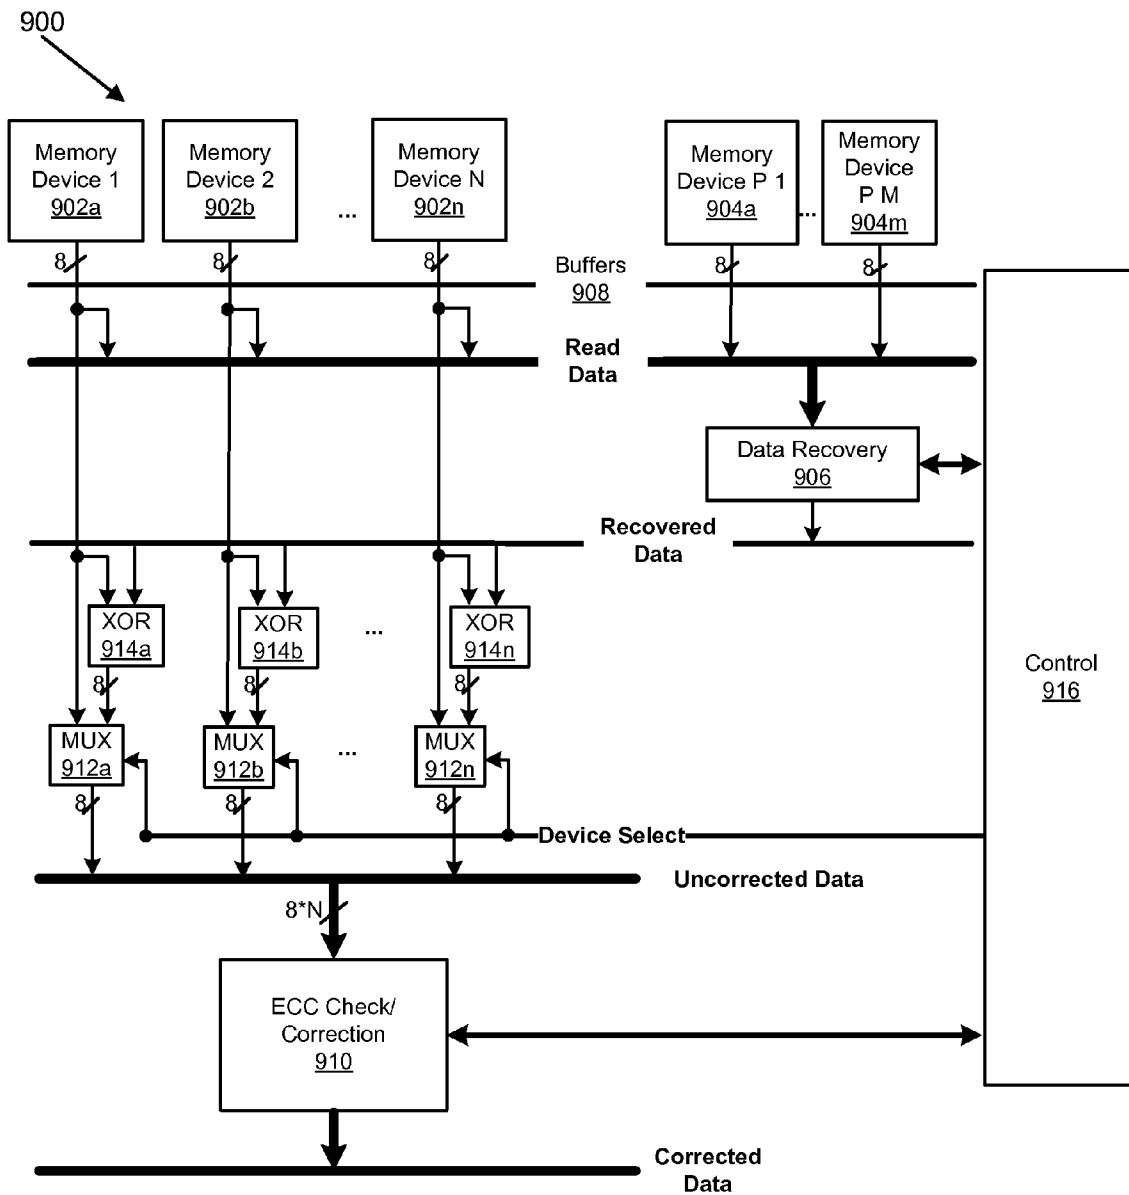 900
Memory
Device 1
902a
Memory
Device 2
902b
...
Memory
Device N
902n
Memory
Device P 1
904a
...
Memory
Device
P M
904m
8
8
8
8
8
Buffers
908
Read
Data
Data Recovery
906
Recovered
Data
XOR
914a
XOR
914b
...
XOR
914n
Control
916
8
8
8
MUX
912a
MUX
912b
...
MUX
912n
8
8
8
Device Select
Uncorrected Data
8*N
ECC Check/
Correction
910
Corrected
Data